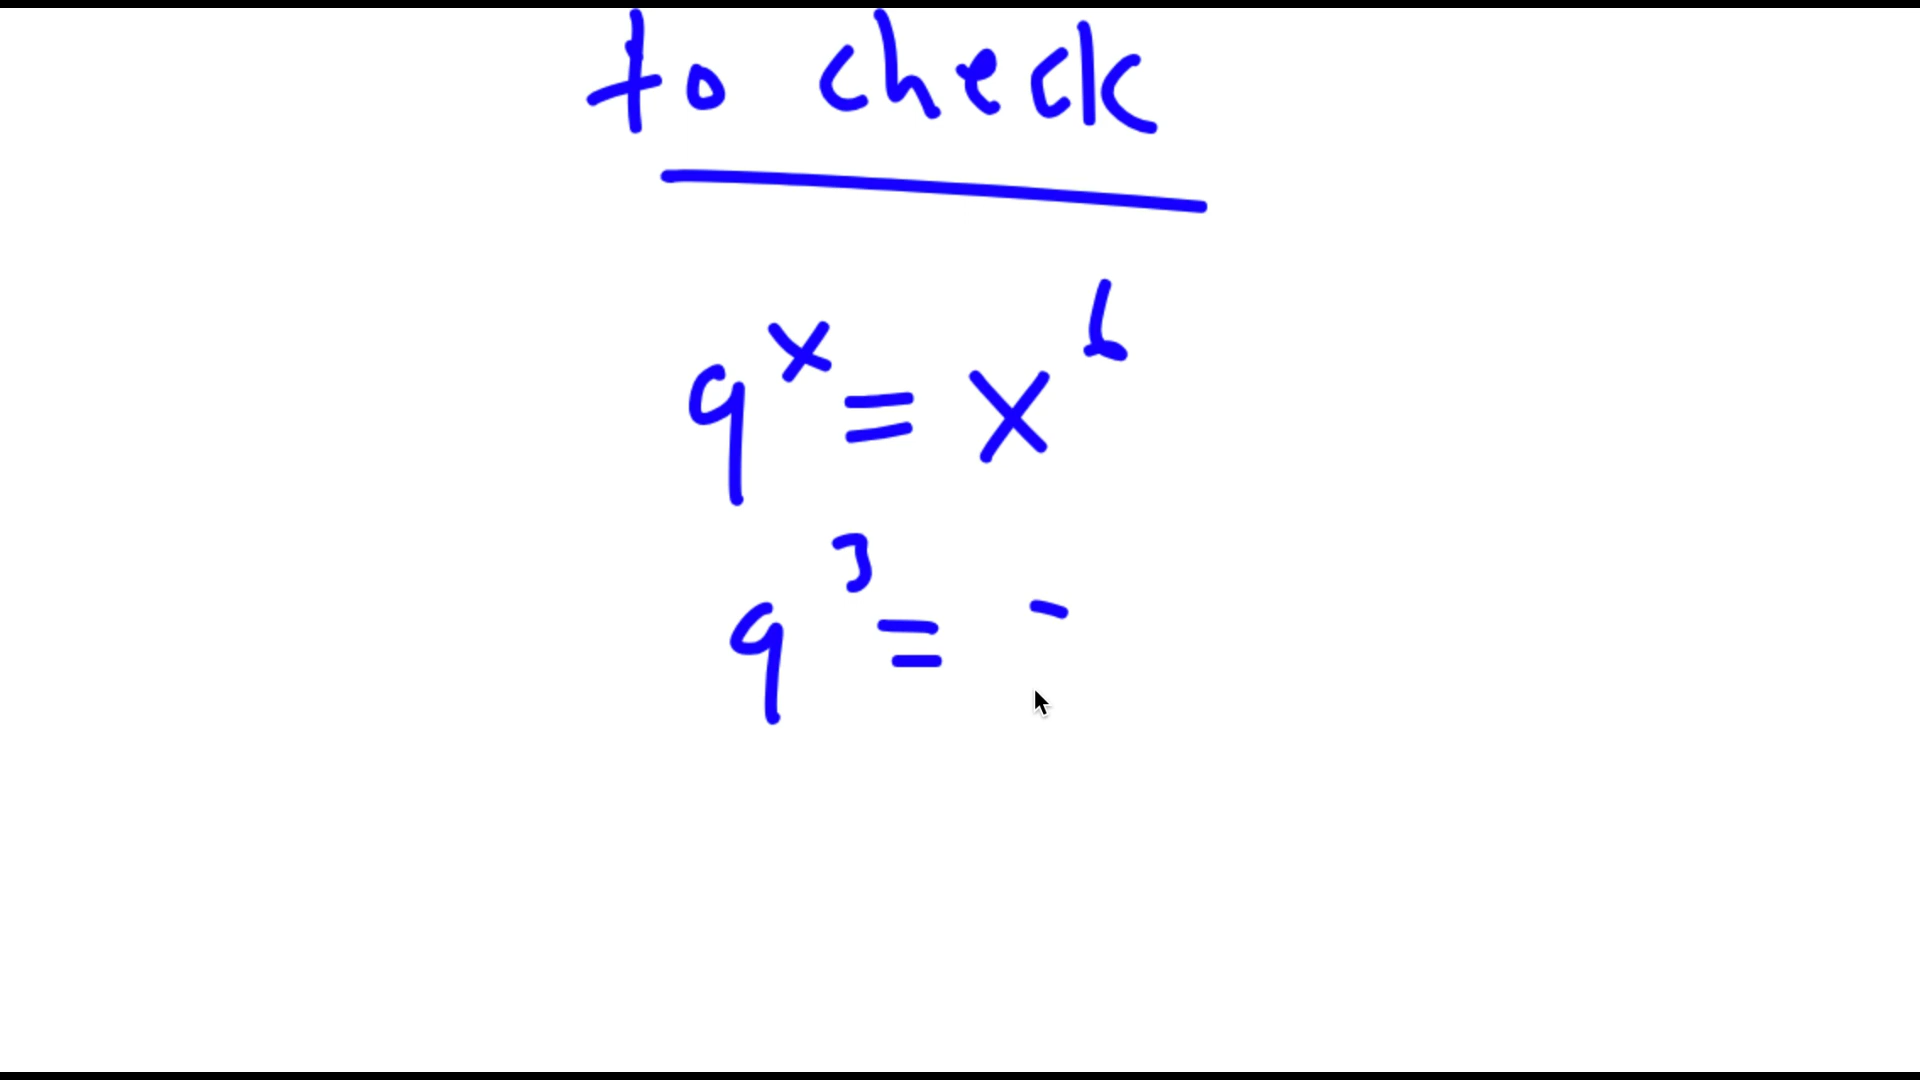 to check
9^x = x^6
9^3 = -